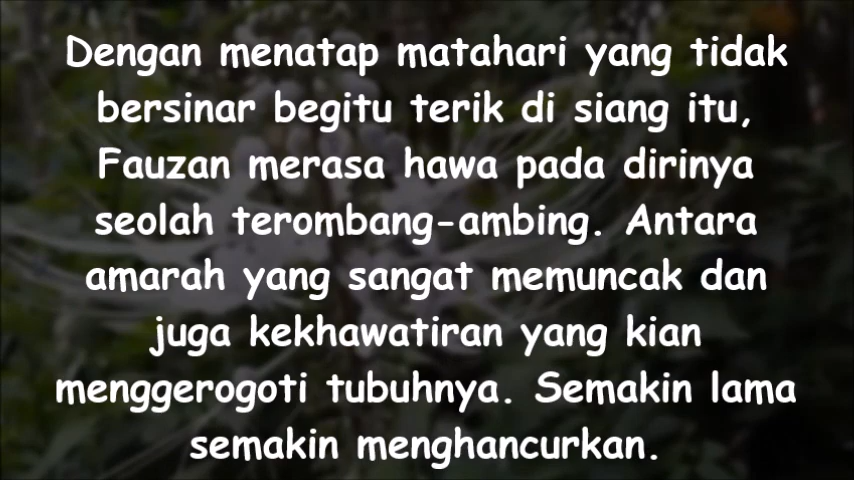 Dengan menatap matahari yang tidak
bersinar begitu terik di siang itu,
Fauzan merasa hawa pada dirinya
seolah terombang-ambing. Antara
amarah yang sangat memuncak dan
juga kekhawatiran yang kian
menggerogoti tubuhnya. Semakin lama
semakin menghancurkan.